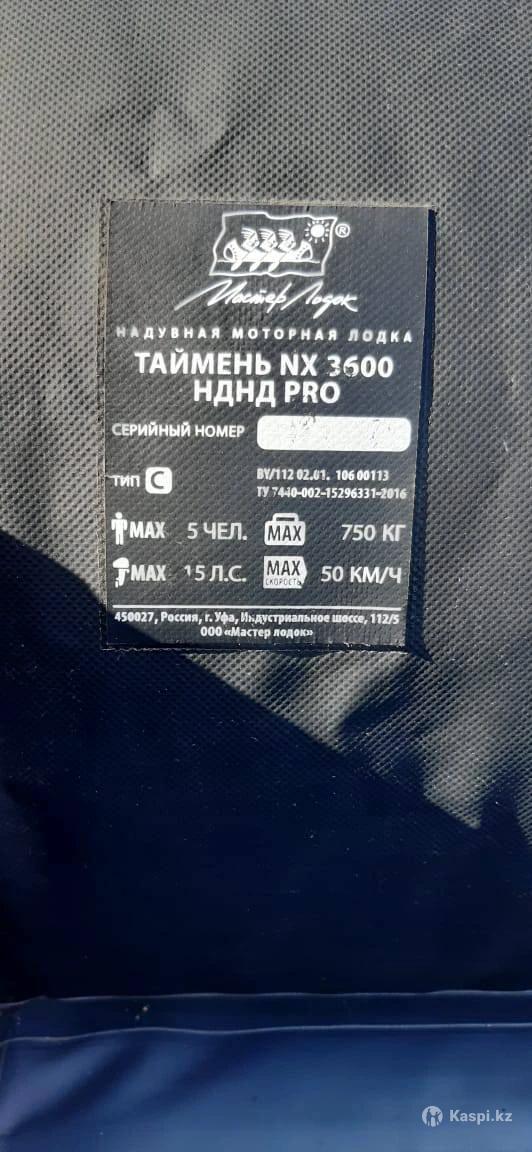 ®
Мастер Лодок
НАДУВНАЯ МОТОРНАЯ ЛОДКА
ТАЙМЕНЬ NX 3600
НДНД PRO
СЕРИЙНЫЙ НОМЕР
ТИП С
BY/112 02.01. 106 00113
ТУ 7440-002-15296331-2016
MAX 5 ЧЕЛ. MAX 750 КГ
MAX 15 Л.С. MAX СКОРОСТЬ 50 КМ/Ч
450027, Россия, г. Уфа, Индустриальное шоссе, 112/5
ООО «Мастер лодок»
Kaspi.kz